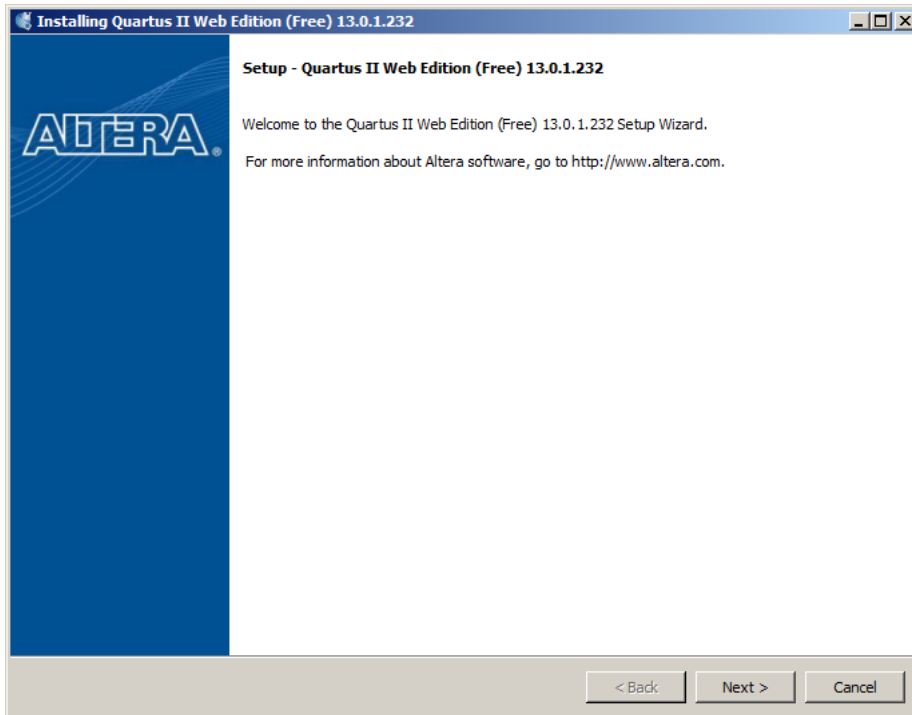 Installing Quartus II Web Edition (Free) 13.0.1.232
Setup - Quartus II Web Edition (Free) 13.0.1.232
ALTERA®
Welcome to the Quartus II Web Edition (Free) 13.0.1.232 Setup Wizard.
For more information about Altera software, go to http://www.altera.com.
< Back Next > Cancel